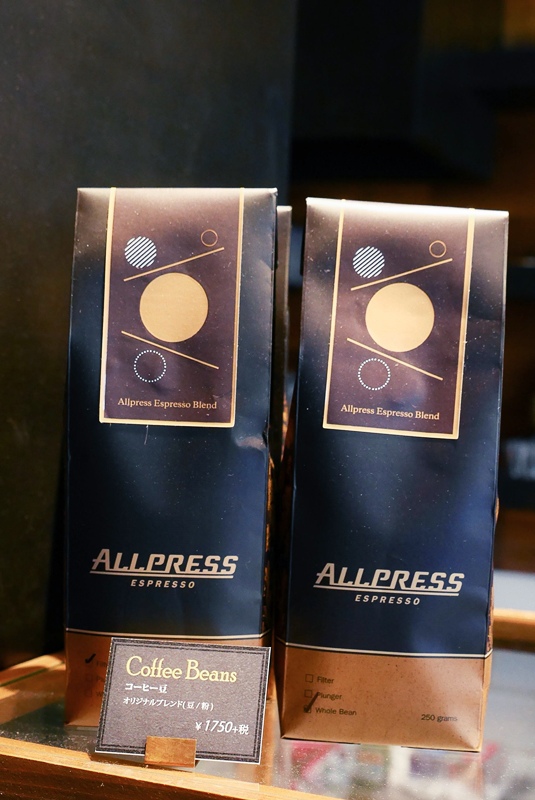 Allpress Espresso Blend
ALLPRESS
ESPRESSO
Coffee Beans
コーヒー豆
オリジナルブレンド(豆/粉)
¥1750+税
Allpress Espresso Blend
ALLPRESS
ESPRESSO
Filter
Plunger
Whole Bean
250 grams